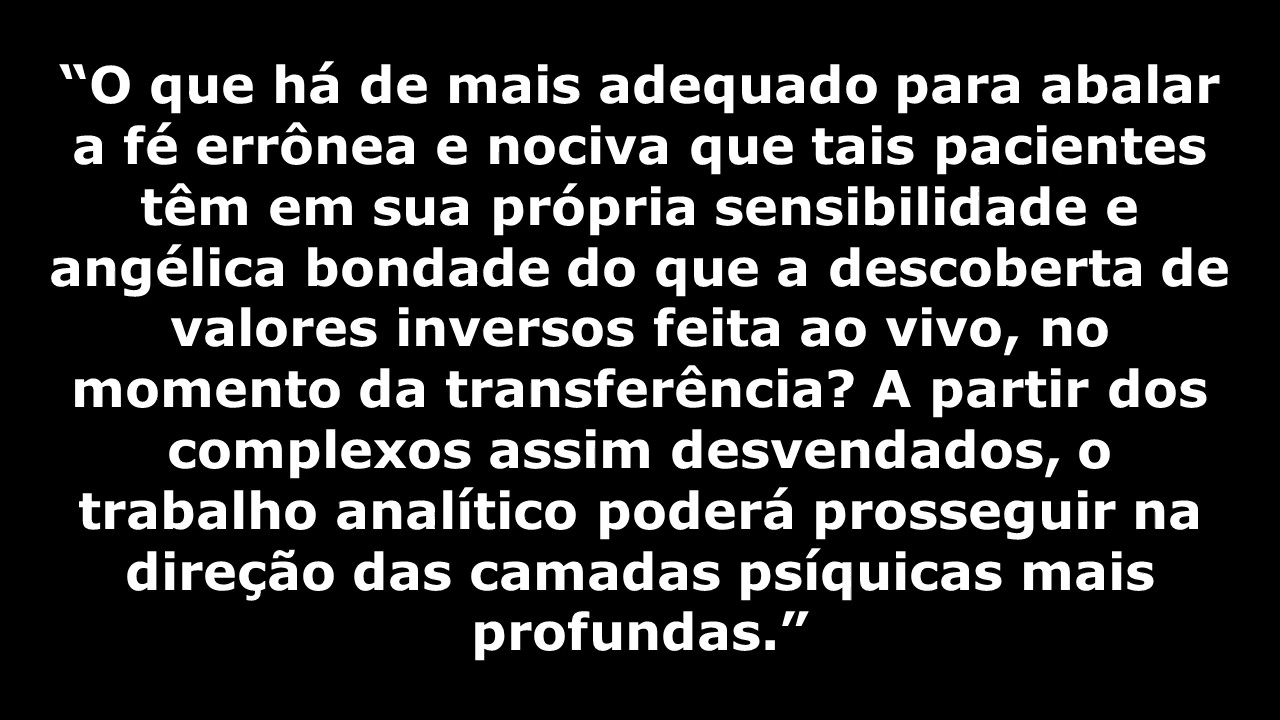 “O que há de mais adequado para abalar
a fé errônea e nociva que tais pacientes
têm em sua própria sensibilidade e
angélica bondade do que a descoberta de
valores inversos feita ao vivo, no
momento da transferência? A partir dos
complexos assim desvendados, o
trabalho analítico poderá prosseguir na
direção das camadas psíquicas mais
profundas.”